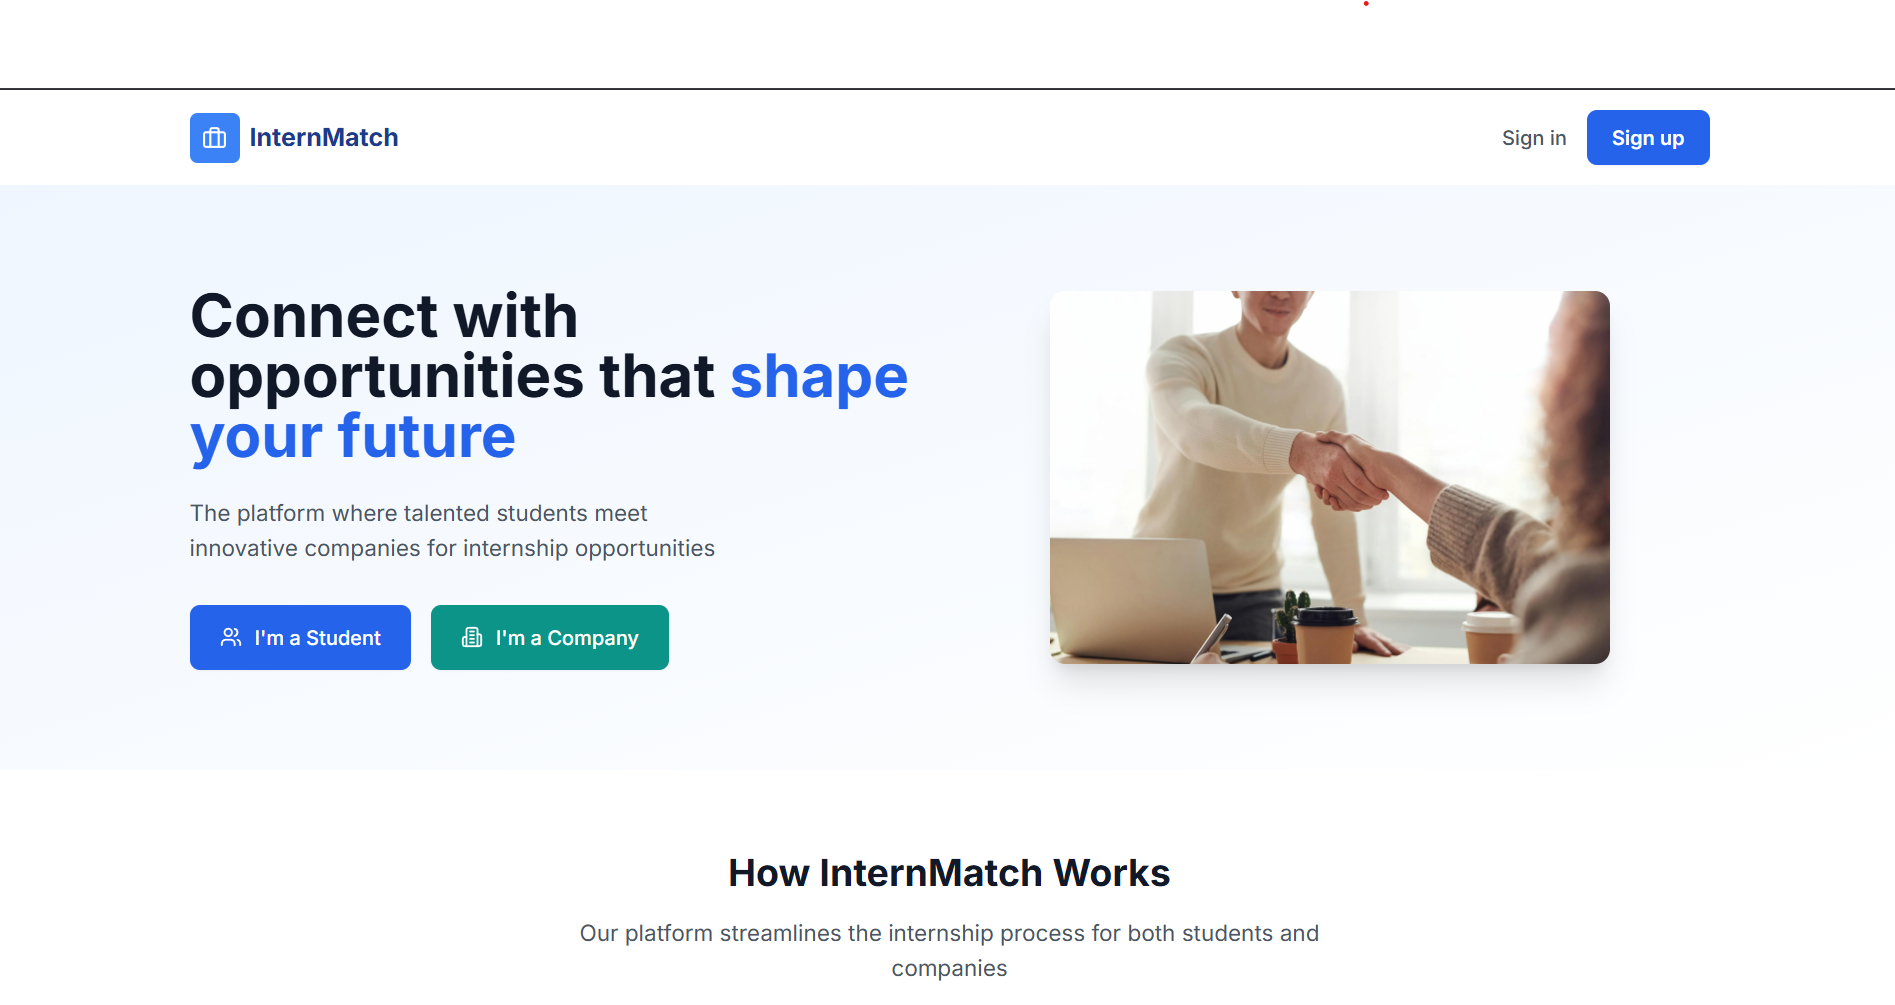 InternMatch
Sign in
Sign up
Connect with
opportunities that shape
your future
The platform where talented students meet
innovative companies for internship opportunities
I'm a Student
I'm a Company
How InternMatch Works
Our platform streamlines the internship process for both students and
companies